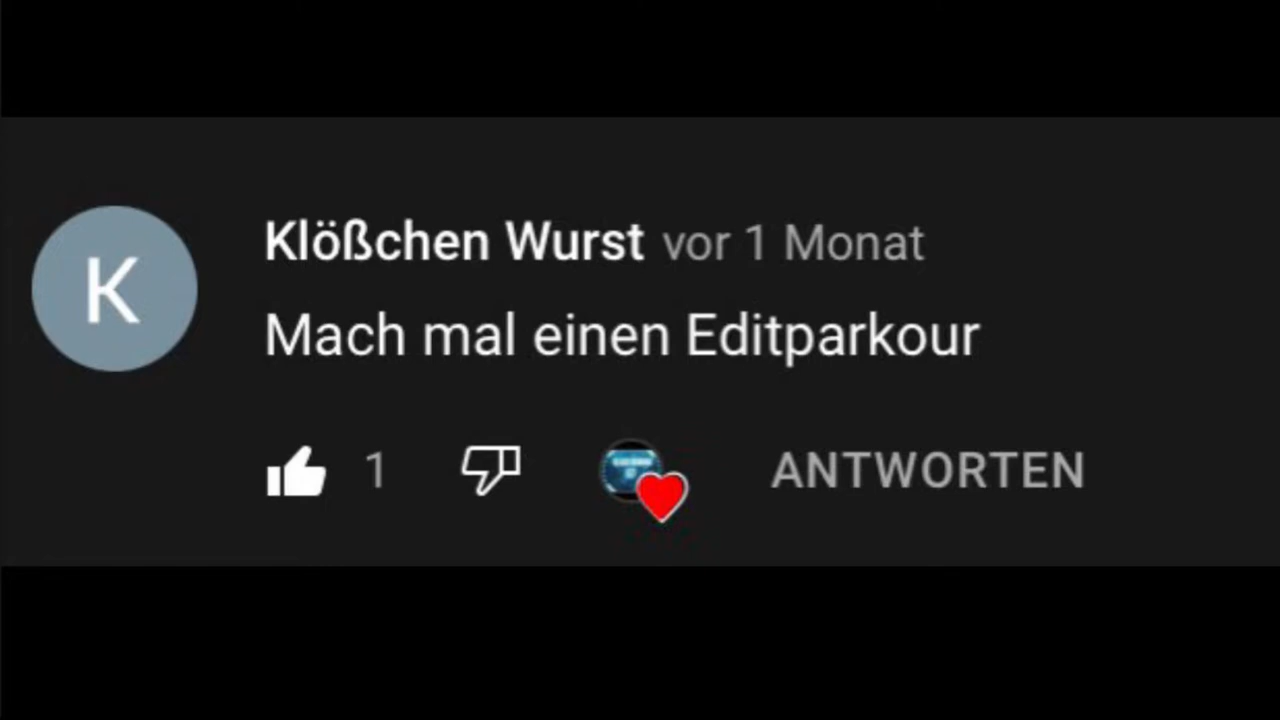 K
Klößchen Wurst vor 1 Monat
Mach mal einen Editparkour
1
ANTWORTEN